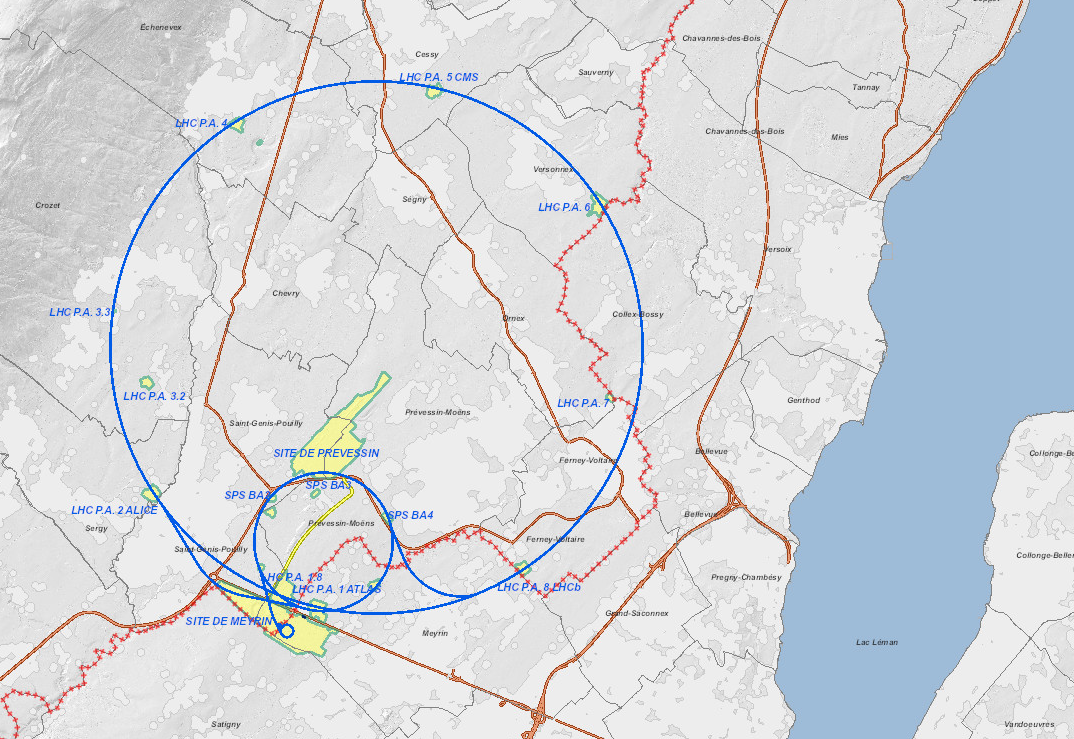 Coppet
Échenevex
Chavannes-des-Bois
Cessy
LHC P.A. 5 CMS
Sauverny
Tannay
LHC P.A. 4
Chavannes-des-Bois
Mies
Versonnex
Crozet
Ségny
LHC P.A. 6
Versoix
Chevry
LHC P.A. 3.3
Ornex
Collex-Bossy
LHC P.A. 3.2
LHC P.A. 7
Genthod
Prévessin-Moëns
Saint-Genis-Pouilly
SITE DE PREVESSIN
Bellevue
Collonge-Be
Ferney-Voltaire
SPS BA3
SPS BA2
LHC P.A. 2 ALICE
SPS BA4
Bellevue
Prévessin-Moëns
Sergy
Ferney-Voltaire
Saint-Genis-Pouilly
Collonge-Beller
LHC P.A. 1.8
Pregny-Chambésy
LHC P.A. 1 ATLAS
LHC P.A. 8 LHCb
Grand-Saconnex
SITE DE MEYRIN
Meyrin
Lac Léman
Satigny
Vandoeuvres